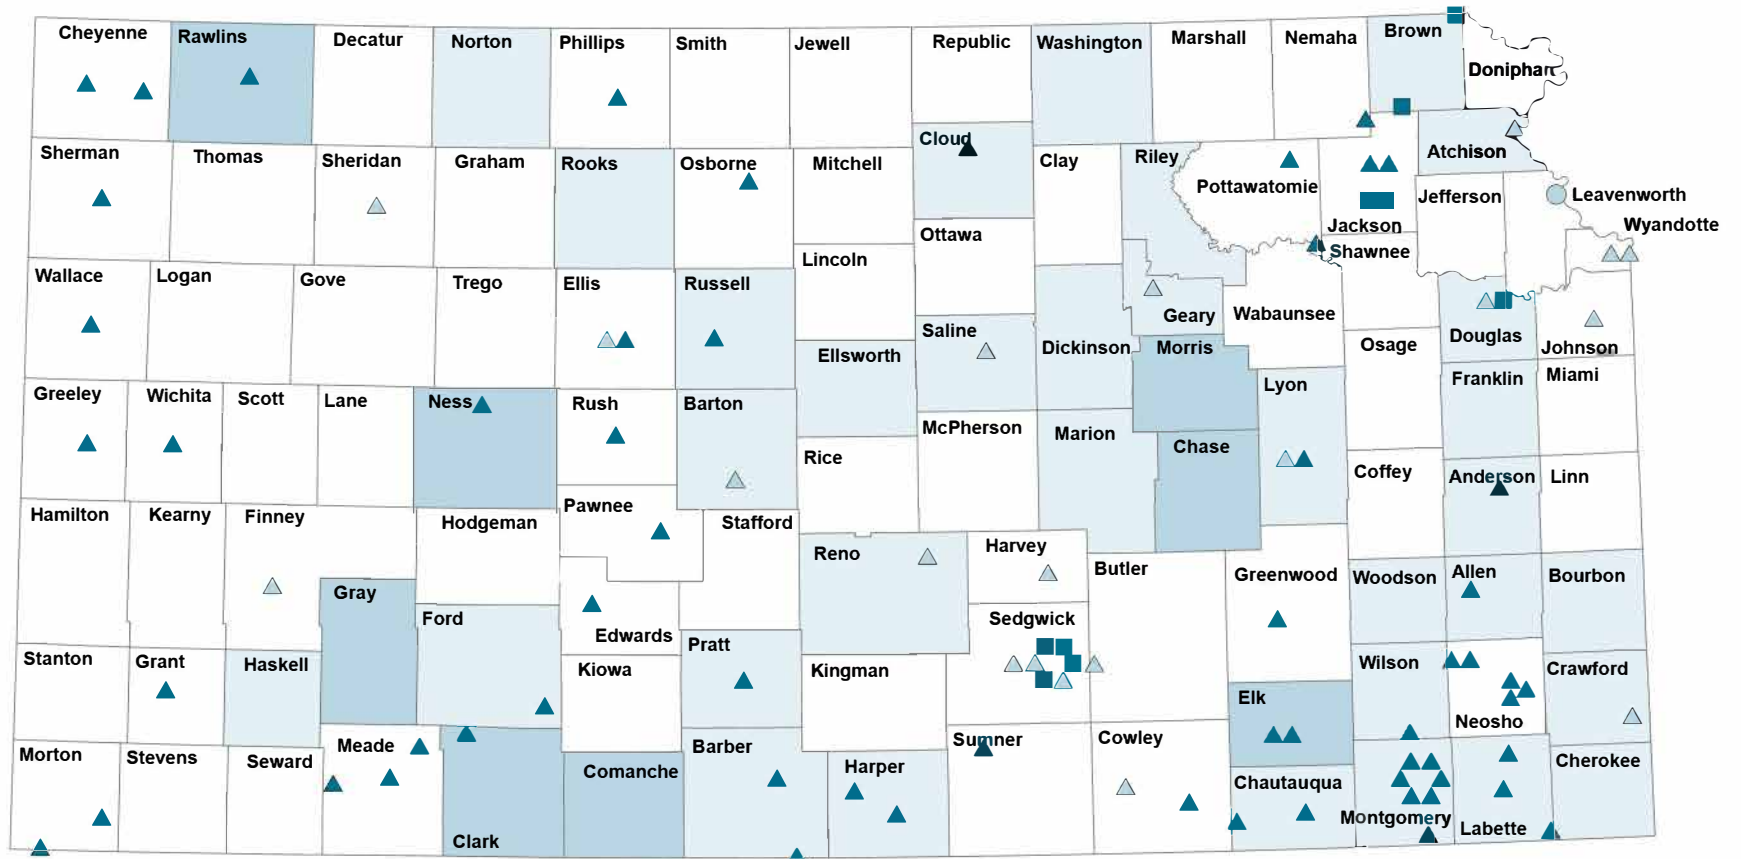 Cheyenne
Rawlins
Decatur
Norton
Phillips
Smith
Jewell
Republic
Washington
Marshall
Nemaha
Brown
Doniphan
Sherman
Thomas
Sheridan
Graham
Rooks
Osborne
Mitchell
Cloud
Clay
Riley
Pottawatomie
Jackson
Atchison
Jefferson
Leavenworth
Wyandotte
Shawnee
Ottawa
Lincoln
Wallace
Logan
Gove
Trego
Ellis
Russell
Saline
Ellsworth
Dickinson
Geary
Morris
Wabaunsee
Osage
Douglas
Johnson
Greeley
Wichita
Scott
Lane
Ness
Rush
Barton
Rice
McPherson
Marion
Chase
Lyon
Franklin
Miami
Coffey
Anderson
Linn
Hamilton
Kearny
Finney
Hodgeman
Pawnee
Stafford
Reno
Harvey
Butler
Greenwood
Woodson
Allen
Bourbon
Gray
Ford
Edwards
Sedgwick
Stanton
Grant
Haskell
Kiowa
Pratt
Kingman
Elk
Wilson
Neosho
Crawford
Morton
Stevens
Seward
Meade
Clark
Comanche
Barber
Harper
Sumner
Cowley
Chautauqua
Montgomery
Labette
Cherokee